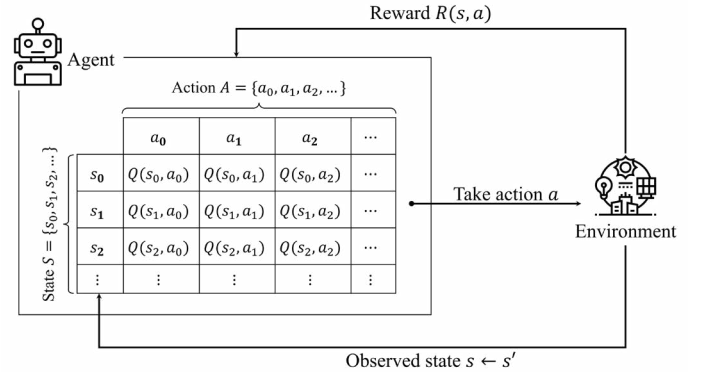 Reward R(s, a)
Agent
Action A = {a₀, a₁, a₂, ...}
a₀ a₁ a₂ ⋯
State S = {s₀, s₁, s₂, ...}
s₀ Q(s₀, a₀) Q(s₀, a₁) Q(s₀, a₂) ⋯
s₁ Q(s₁, a₀) Q(s₁, a₁) Q(s₁, a₂) ⋯
s₂ Q(s₂, a₀) Q(s₂, a₁) Q(s₂, a₂) ⋯
⋮ ⋮ ⋮ ⋮ ⋮
Take action a
Environment
Observed state s ← s′